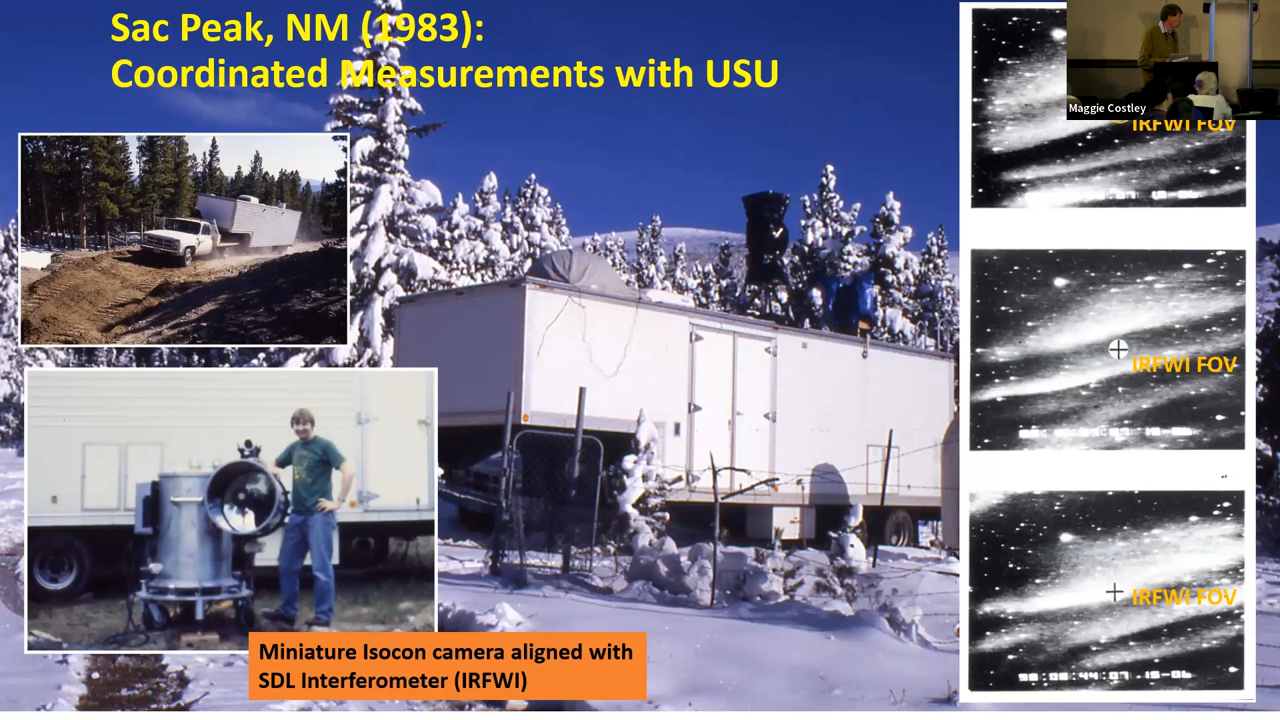 Sac Peak, NM (1983):
Coordinated Measurements with USU
Maggie Costley
IRFWI FOV
IRFWI FOV
IRFWI FOV
Miniature Isocon camera aligned with
SDL Interferometer (IRFWI)